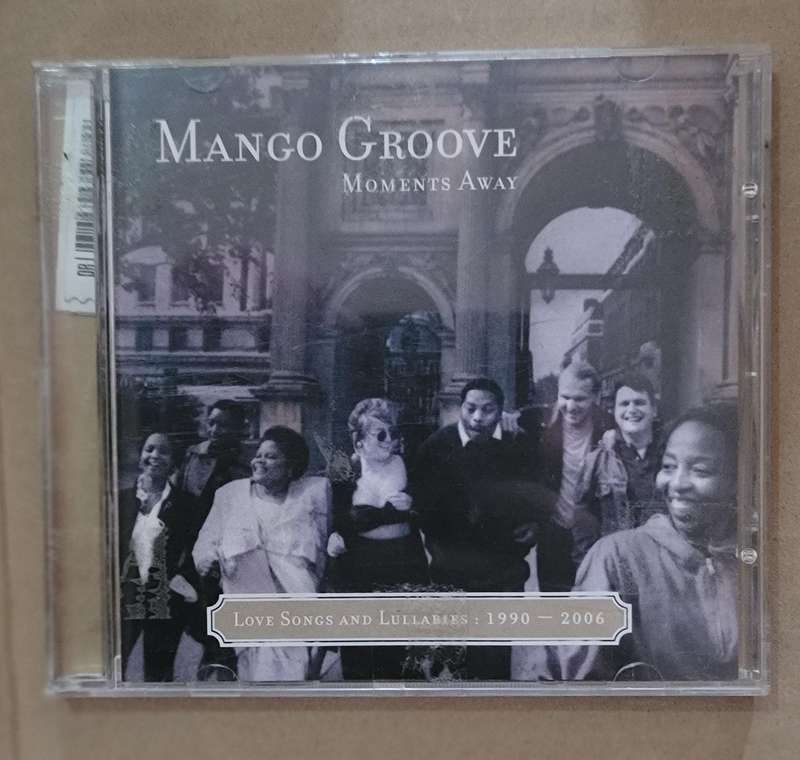 MANGO GROOVE
MOMENTS AWAY
LOVE SONGS AND LULLABIES : 1990 — 2006